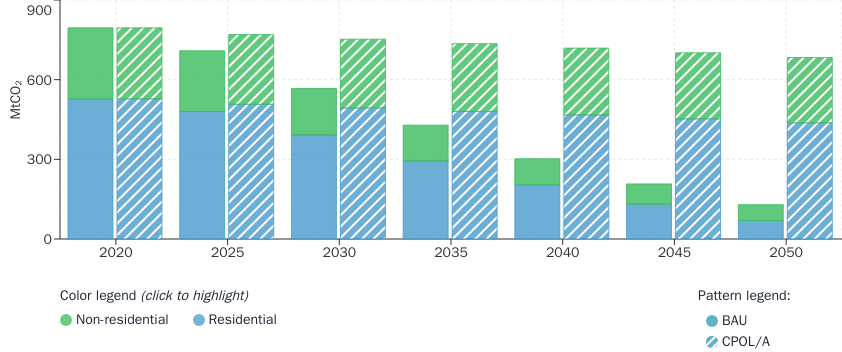 900
600
300
0
MtCO₂
2020 2025 2030 2035 2040 2045 2050
Color legend (click to highlight)
Non-residential Residential
Pattern legend:
BAU
CPOL/A